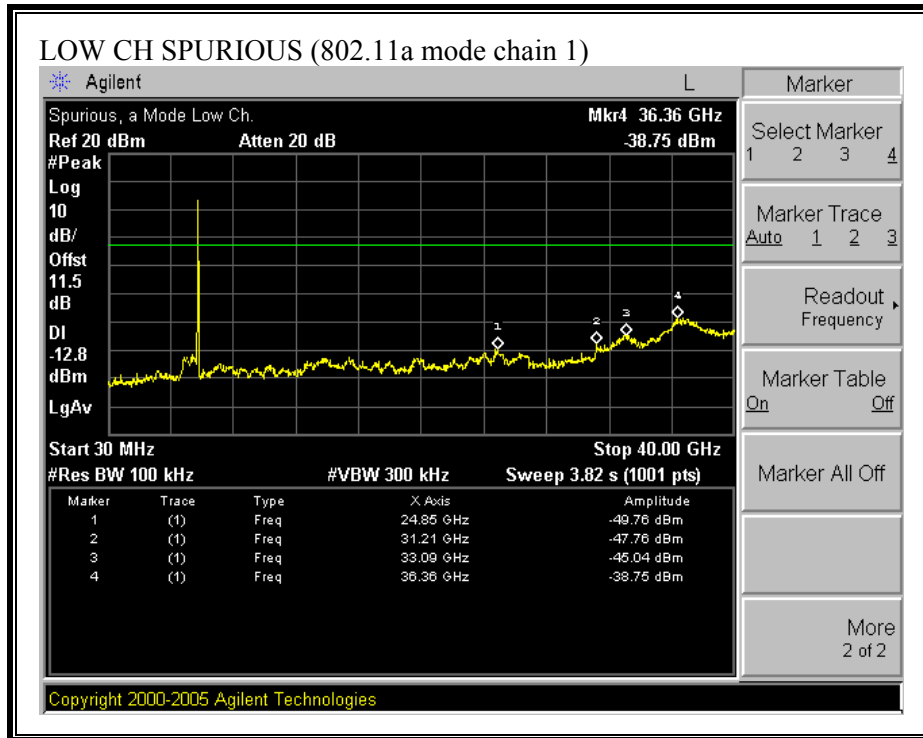 LOW CH SPURIOUS (802.11a mode chain 1)
Agilent L
Spurious, a Mode Low Ch. Mkr4 36.36 GHz
Ref 20 dBm Atten 20 dB -38.75 dBm
#Peak
Log
10
dB/
Offst
11.5
dB
DI
-12.8
dBm
LgAv
1
2
3
4
Start 30 MHz Stop 40.00 GHz
#Res BW 100 kHz #VBW 300 kHz Sweep 3.82 s (1001 pts)
Marker Trace Type X Axis Amplitude
1 (1) Freq 24.85 GHz -49.76 dBm
2 (1) Freq 31.21 GHz -47.76 dBm
3 (1) Freq 33.09 GHz -45.04 dBm
4 (1) Freq 36.36 GHz -38.75 dBm
Copyright 2000-2005 Agilent Technologies
Marker
Select Marker
1 2 3 4
Marker Trace
Auto 1 2 3
Readout
Frequency
Marker Table
On Off
Marker All Off
More
2 of 2